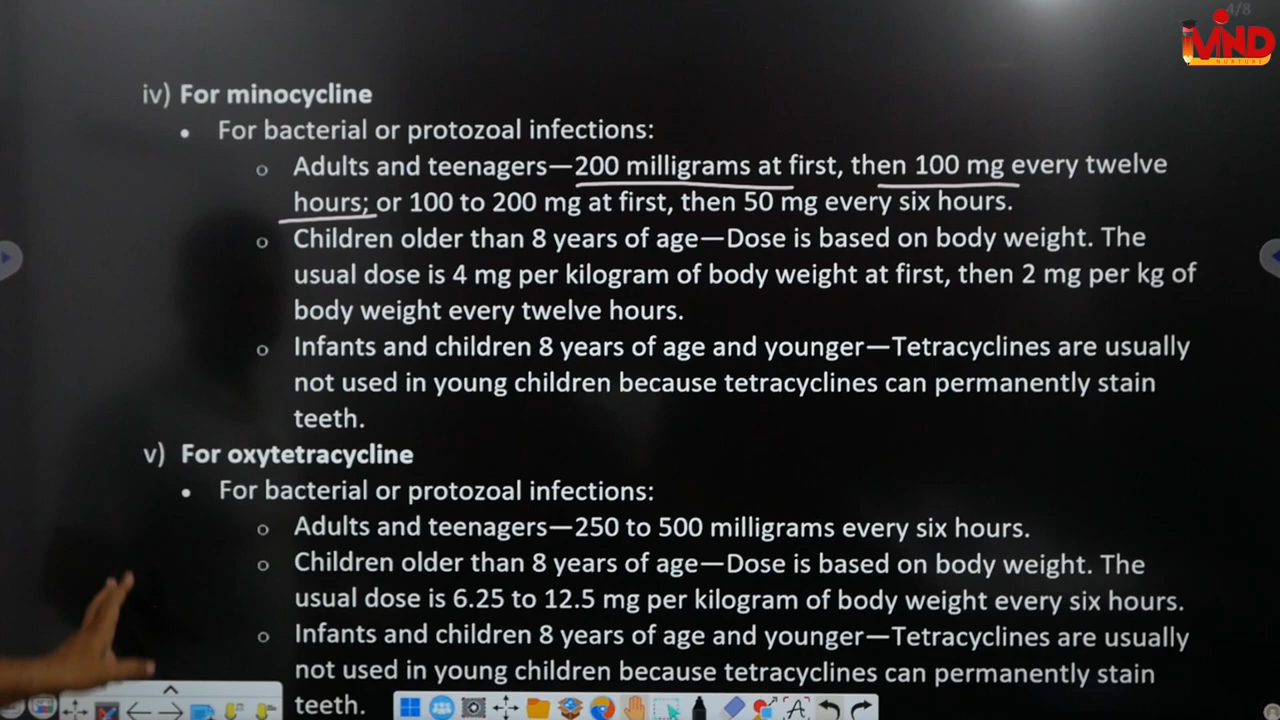 4/8
MIND
NURTURE
iv) For minocycline
• For bacterial or protozoal infections:
o Adults and teenagers—200 milligrams at first, then 100 mg every twelve
hours; or 100 to 200 mg at first, then 50 mg every six hours.
o Children older than 8 years of age—Dose is based on body weight. The
usual dose is 4 mg per kilogram of body weight at first, then 2 mg per kg of
body weight every twelve hours.
o Infants and children 8 years of age and younger—Tetracyclines are usually
not used in young children because tetracyclines can permanently stain
teeth.
v) For oxytetracycline
• For bacterial or protozoal infections:
o Adults and teenagers—250 to 500 milligrams every six hours.
o Children older than 8 years of age—Dose is based on body weight. The
usual dose is 6.25 to 12.5 mg per kilogram of body weight every six hours.
o Infants and children 8 years of age and younger—Tetracyclines are usually
not used in young children because tetracyclines can permanently stain
teeth.